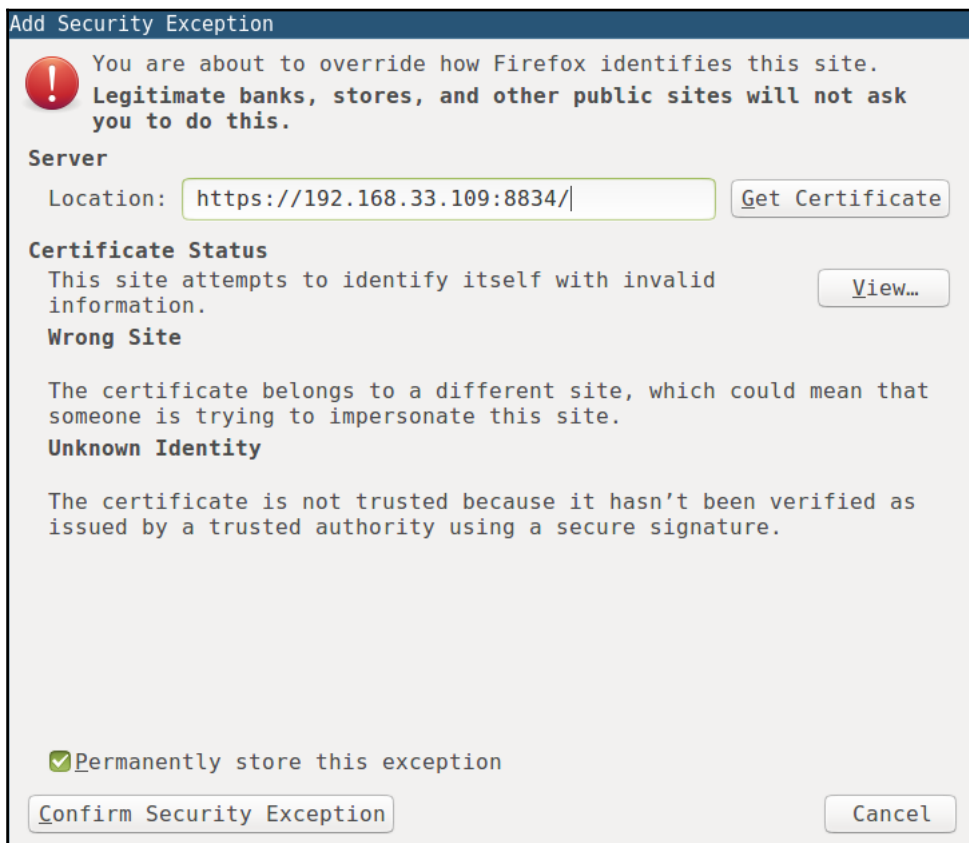 Add Security Exception
You are about to override how Firefox identifies this site.
Legitimate banks, stores, and other public sites will not ask
you to do this.
Server
Location: https://192.168.33.109:8834/ Get Certificate
Certificate Status
This site attempts to identify itself with invalid
information.
View…
Wrong Site
The certificate belongs to a different site, which could mean that
someone is trying to impersonate this site.
Unknown Identity
The certificate is not trusted because it hasn’t been verified as
issued by a trusted authority using a secure signature.
Permanently store this exception
Confirm Security Exception Cancel